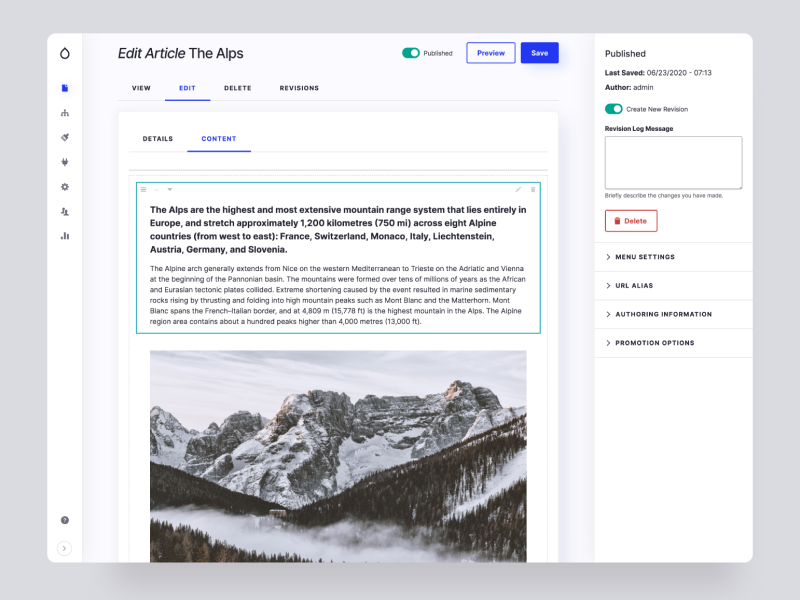 Edit Article The Alps
Published
Preview
Save
VIEW
EDIT
DELETE
REVISIONS
DETAILS
CONTENT
The Alps are the highest and most extensive mountain range system that lies entirely in
Europe, and stretch approximately 1,200 kilometres (750 mi) across eight Alpine
countries (from west to east): France, Switzerland, Monaco, Italy, Liechtenstein,
Austria, Germany, and Slovenia.
The Alpine arch generally extends from Nice on the western Mediterranean to Trieste on the Adriatic and Vienna
at the beginning of the Pannonian basin. The mountains were formed over tens of millions of years as the African
and Eurasian tectonic plates collided. Extreme shortening caused by the event resulted in marine sedimentary
rocks rising by thrusting and folding into high mountain peaks such as Mont Blanc and the Matterhorn. Mont
Blanc spans the French–Italian border, and at 4,809 m (15,778 ft) is the highest mountain in the Alps. The Alpine
region area contains about a hundred peaks higher than 4,000 metres (13,000 ft).
Published
Last Saved: 06/23/2020 - 07:13
Author: admin
Create New Revision
Revision Log Message
Briefly describe the changes you have made.
Delete
MENU SETTINGS
URL ALIAS
AUTHORING INFORMATION
PROMOTION OPTIONS